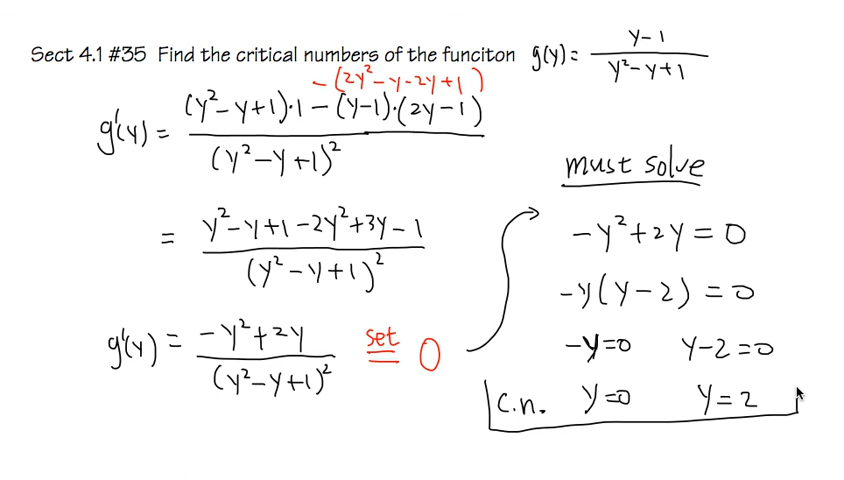 Sect 4.1 #35 Find the critical numbers of the funciton g(y) = (y-1)/(y²-y+1)
-(2y²-y-2y+1)
g'(y) = ((y²-y+1)·1-(y-1)·(2y-1))/(y²-y+1)²
= (y²-y+1-2y²+3y-1)/(y²-y+1)²
g'(y) = (-y²+2y)/(y²-y+1)² set = 0
must solve
-y²+2y=0
-y(y-2)=0
-y=0 y-2=0
c.n. y=0 y=2